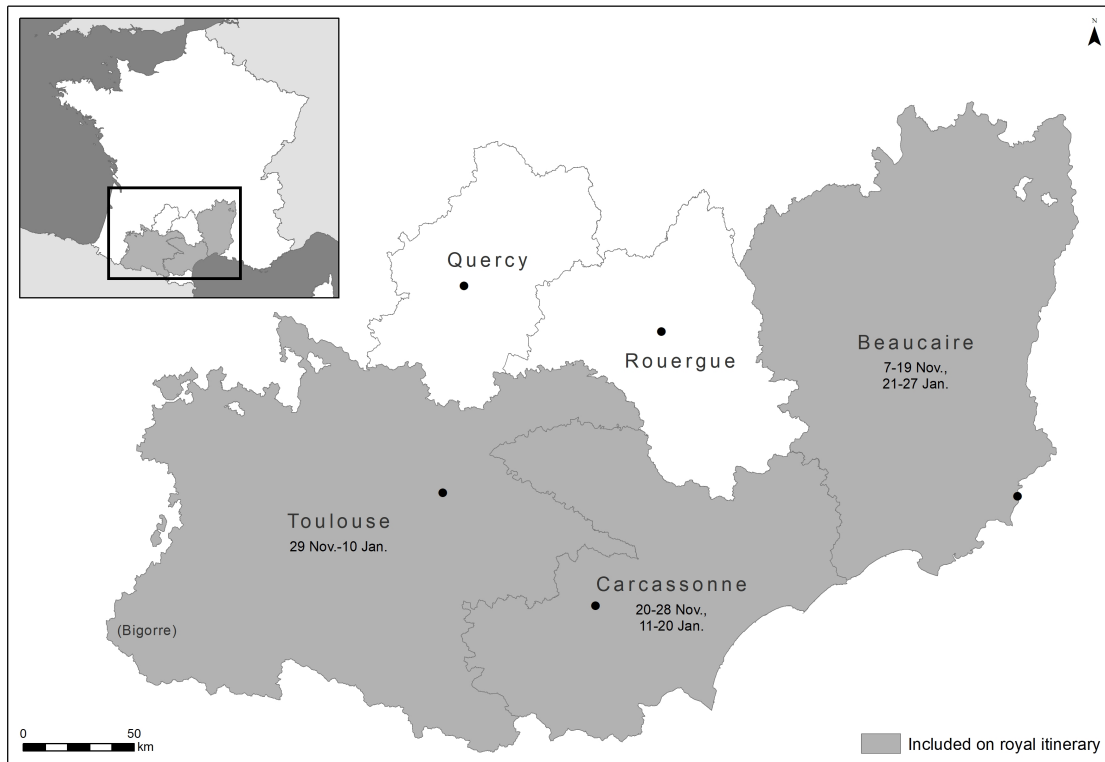 N
Quercy
Rouergue
Beaucaire
7-19 Nov.,
21-27 Jan.
Toulouse
29 Nov.-10 Jan.
Carcassonne
20-28 Nov.,
11-20 Jan.
(Bigorre)
0 50
km
Included on royal itinerary